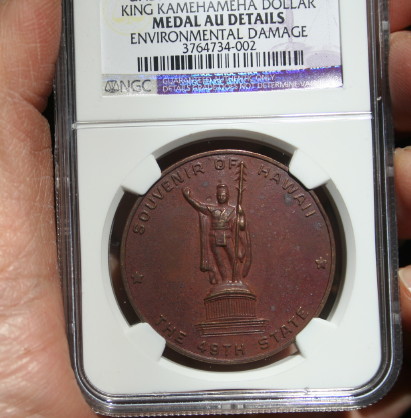 KING KAMEHAMEHA DOLLAR
MEDAL AU DETAILS
ENVIRONMENTAL DAMAGE
3764734-002
NGC
SOUVENIR OF HAWAII
THE 49TH STATE